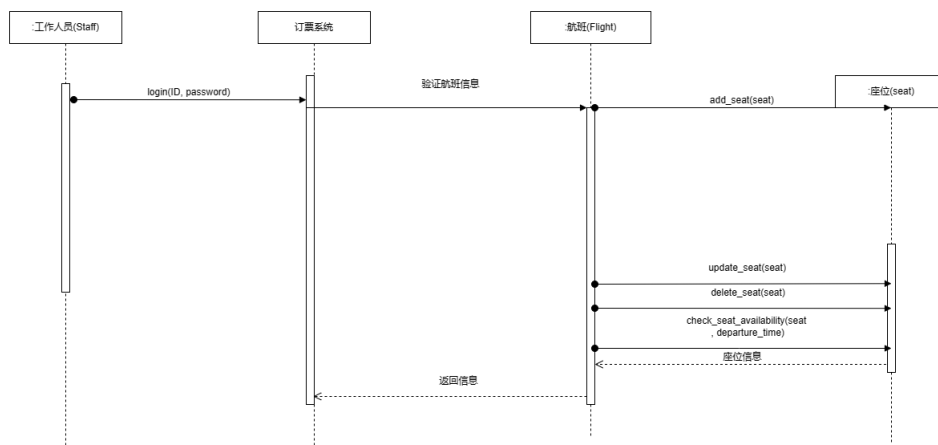 :工作人员(Staff)
订票系统
:航班(Flight)
:座位(seat)
login(ID, password)
验证航班信息
add_seat(seat)
update_seat(seat)
delete_seat(seat)
check_seat_availability(seat
, departure_time)
座位信息
返回信息